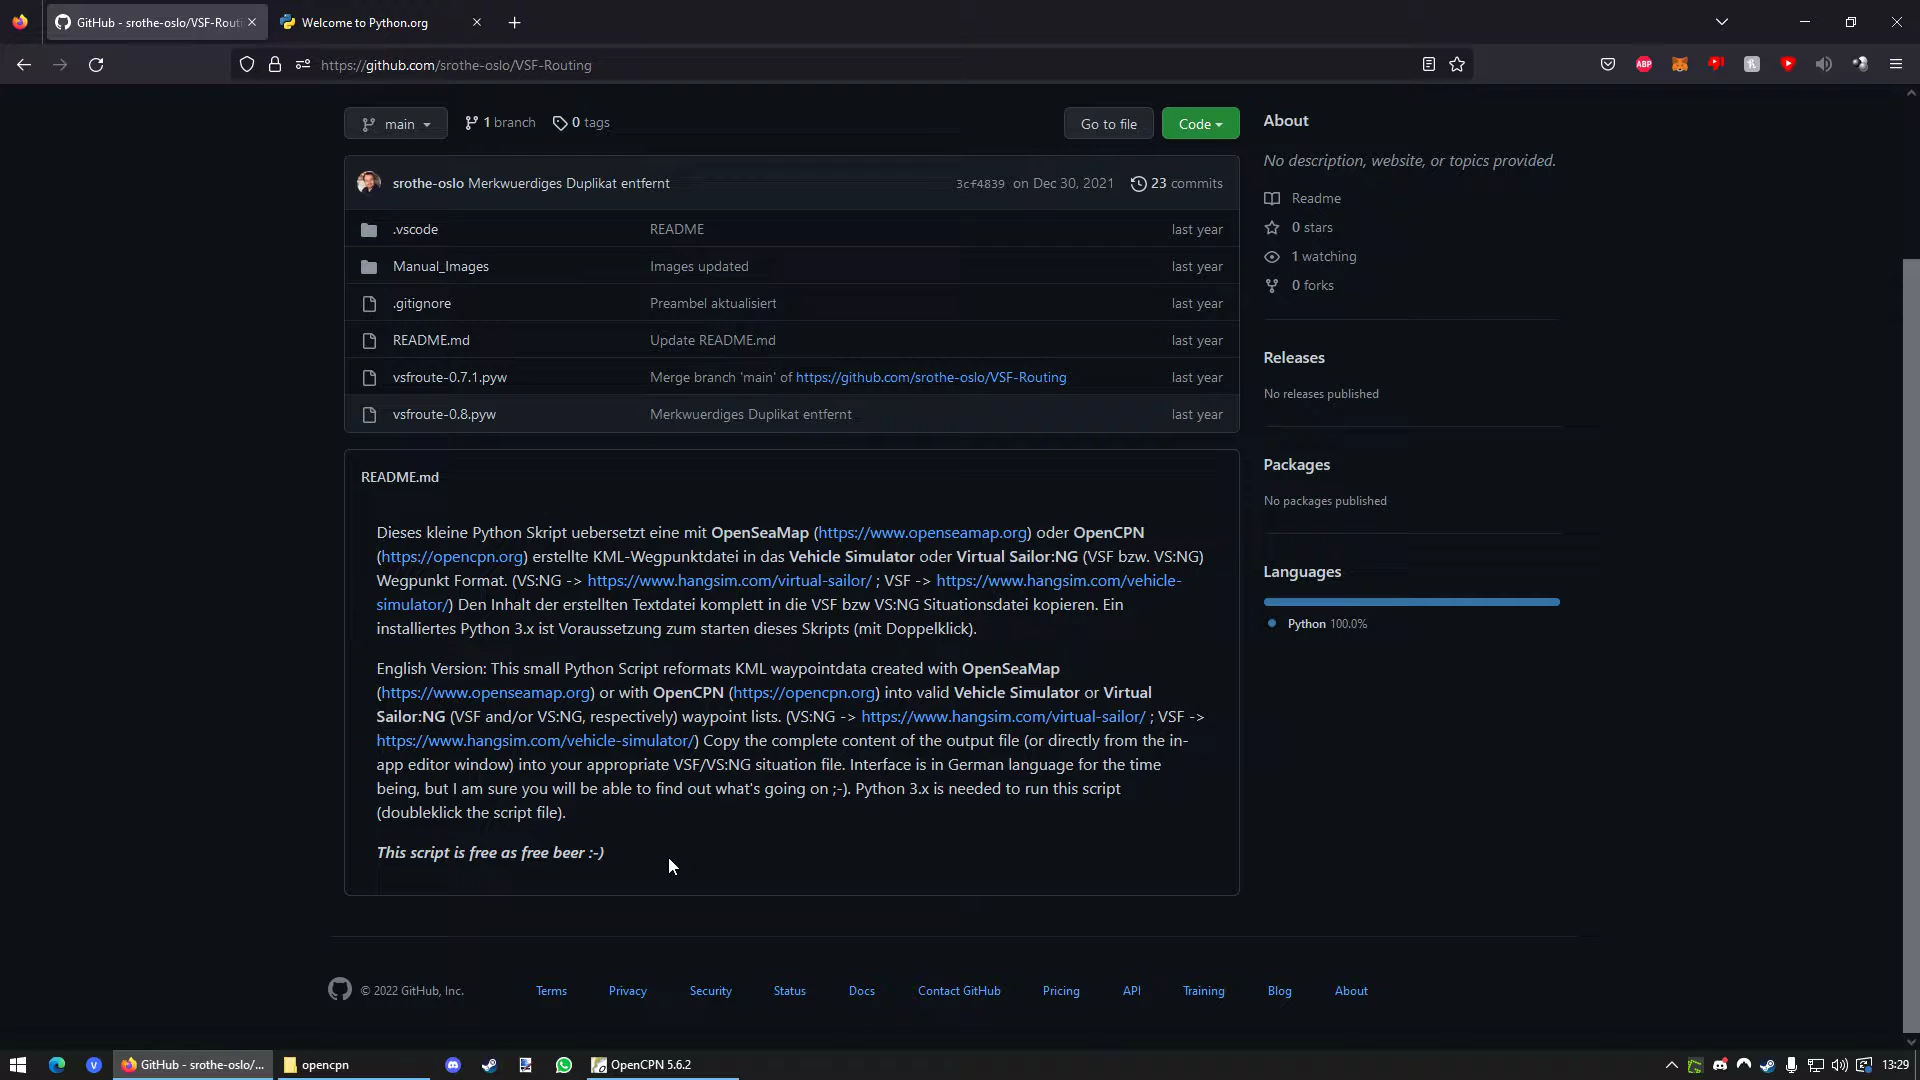 GitHub - srothe-oslo/VSF-Routi
Welcome to Python.org
https://github.com/srothe-oslo/VSF-Routing
ABP
main
1 branch
0 tags
Go to file
Code
About
No description, website, or topics provided.
srothe-oslo Merkwuerdiges Duplikat entfernt
3cf4839 on Dec 30, 2021
23 commits
Readme
0 stars
1 watching
0 forks
.vscode README last year
Manual_Images Images updated last year
.gitignore Preambel aktualisiert last year
README.md Update README.md last year
vsfroute-0.7.1.pyw Merge branch 'main' of https://github.com/srothe-oslo/VSF-Routing last year
vsfroute-0.8.pyw Merkwuerdiges Duplikat entfernt last year
Releases
No releases published
Packages
No packages published
Languages
Python 100.0%
README.md
Dieses kleine Python Skript uebersetzt eine mit OpenSeaMap (https://www.openseamap.org) oder OpenCPN
(https://opencpn.org) erstellte KML-Wegpunktdatei in das Vehicle Simulator oder Virtual Sailor:NG (VSF bzw. VS:NG)
Wegpunkt Format. (VS:NG -> https://www.hangsim.com/virtual-sailor/ ; VSF -> https://www.hangsim.com/vehicle-
simulator/) Den Inhalt der erstellten Textdatei komplett in die VSF bzw VS:NG Situationsdatei kopieren. Ein
installiertes Python 3.x ist Voraussetzung zum starten dieses Skripts (mit Doppelklick).
English Version: This small Python Script reformats KML waypointdata created with OpenSeaMap
(https://www.openseamap.org) or with OpenCPN (https://opencpn.org) into valid Vehicle Simulator or Virtual
Sailor:NG (VSF and/or VS:NG, respectively) waypoint lists. (VS:NG -> https://www.hangsim.com/virtual-sailor/ ; VSF ->
https://www.hangsim.com/vehicle-simulator/) Copy the complete content of the output file (or directly from the in-
app editor window) into your appropriate VSF/VS:NG situation file. Interface is in German language for the time
being, but I am sure you will be able to find out what's going on ;-). Python 3.x is needed to run this script
(doubleklick the script file).
This script is free as free beer :-)
© 2022 GitHub, Inc.
Terms
Privacy
Security
Status
Docs
Contact GitHub
Pricing
API
Training
Blog
About
GitHub - srothe-oslo/...
opencpn
OpenCPN 5.6.2
13:29